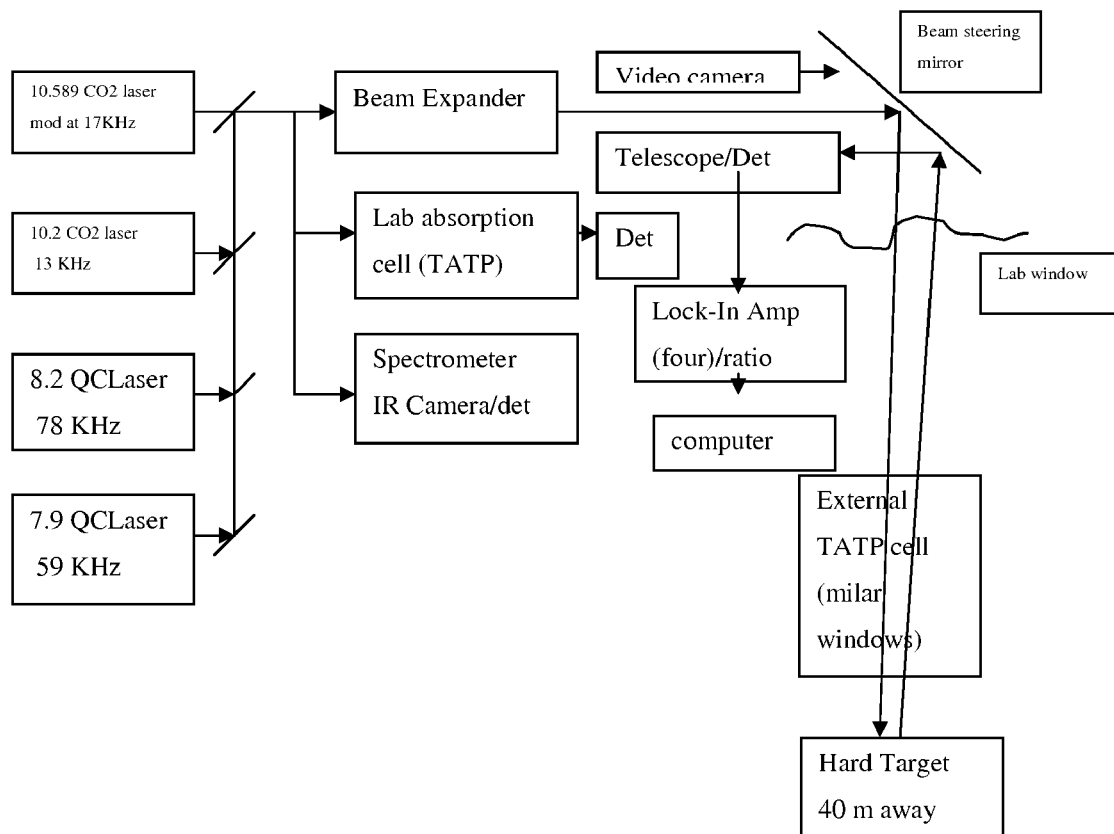 10.589 CO2 laser
mod at 17KHz
Beam Expander
Video camera
Beam steering
mirror
Telescope/Det
10.2 CO2 laser
13 KHz
Lab absorption
cell (TATP)
Det
Lab window
Lock-In Amp
(four)/ratio
8.2 QCLaser
78 KHz
Spectrometer
IR Camera/det
computer
7.9 QCLaser
59 KHz
External
TATP cell
(milar
windows)
Hard Target
40 m away